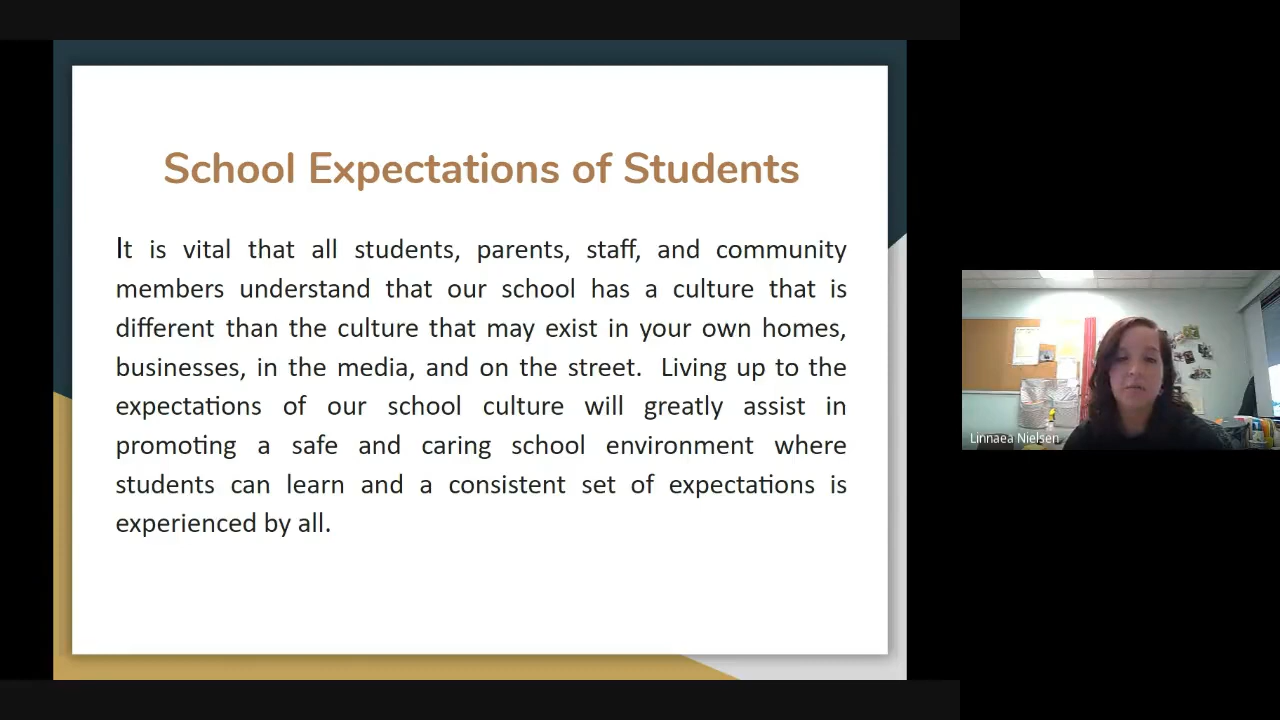 School Expectations of Students
It is vital that all students, parents, staff, and community
members understand that our school has a culture that is
different than the culture that may exist in your own homes,
businesses, in the media, and on the street.  Living up to the
expectations of our school culture will greatly assist in
promoting a safe and caring school environment where
students can learn and a consistent set of expectations is
experienced by all.
Linnaea Nielsen